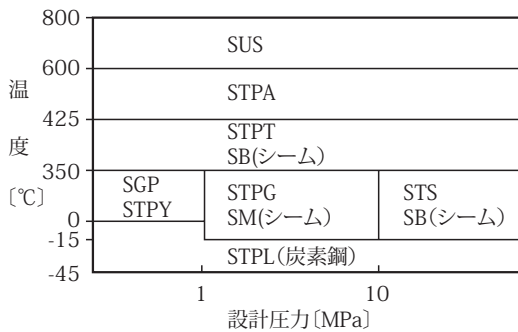 800
SUS
600
STPA
425
STPT
SB(シーム)
350
SGP
STPY
STPG
SM(シーム)
STS
SB(シーム)
0
-15
STPL(炭素鋼)
-45
温
度
〔℃〕
1
10
設計圧力〔MPa〕